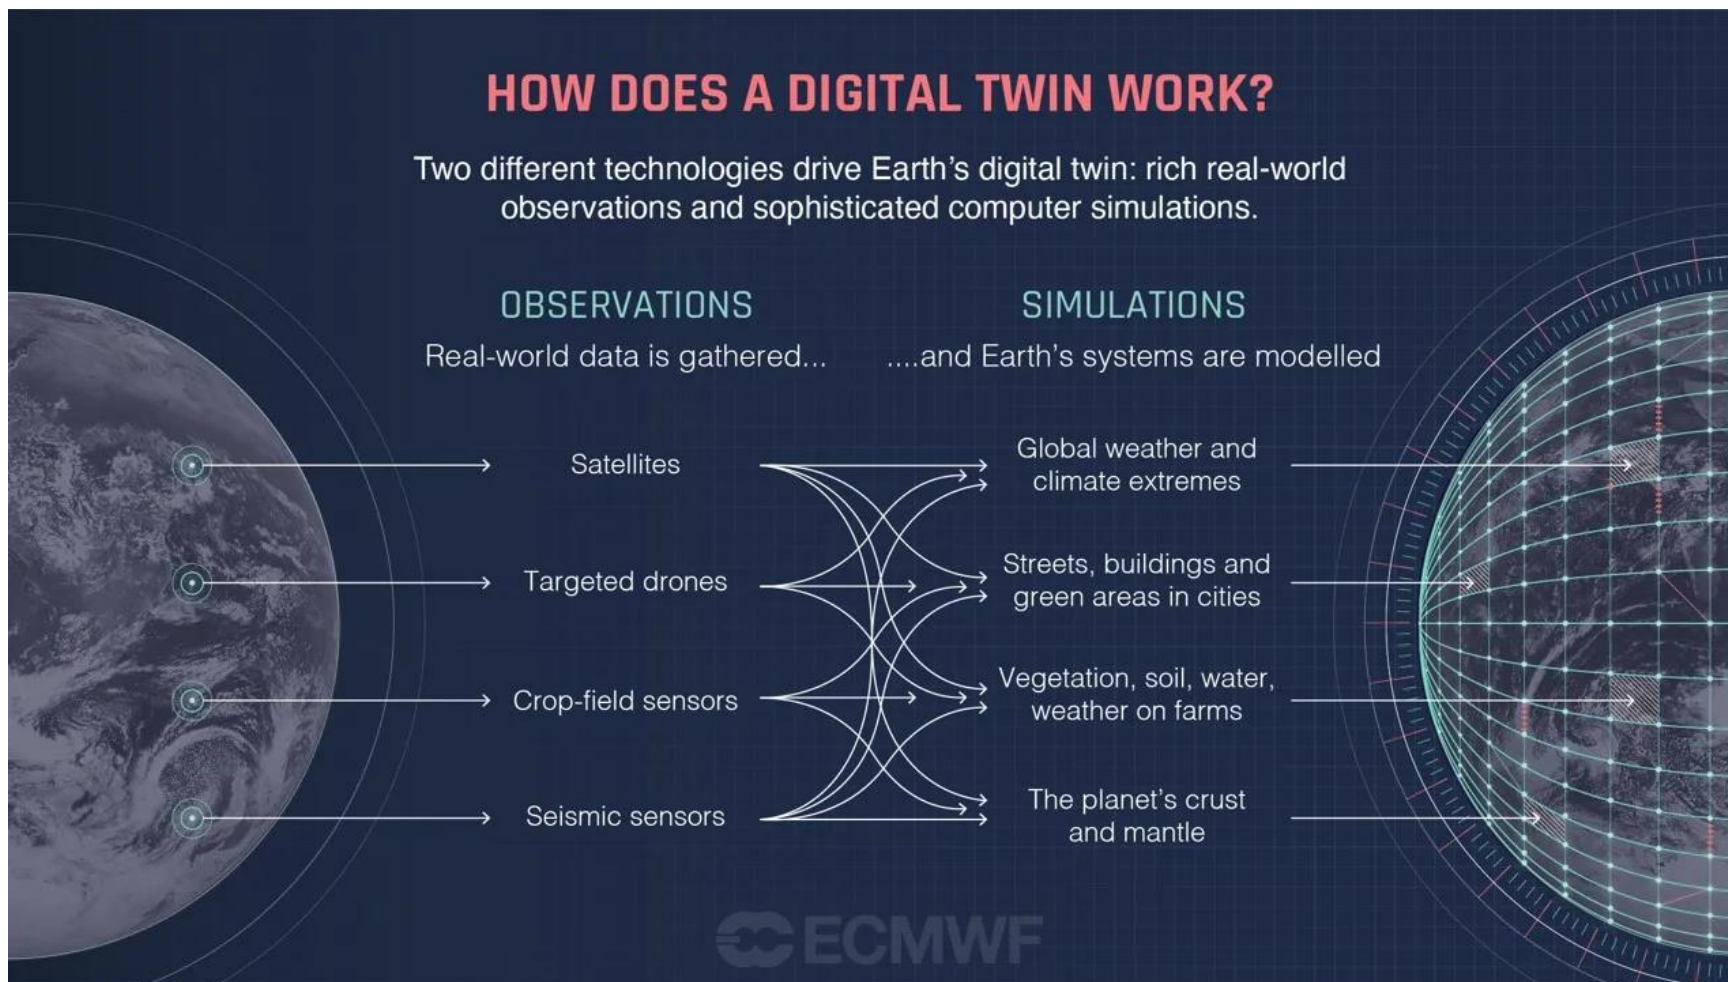 HOW DOES A DIGITAL TWIN WORK?
Two different technologies drive Earth's digital twin: rich real-world
observations and sophisticated computer simulations.
OBSERVATIONS
Real-world data is gathered...
SIMULATIONS
....and Earth's systems are modelled
Satellites
Global weather and
climate extremes
Targeted drones
Streets, buildings and
green areas in cities
Crop-field sensors
Vegetation, soil, water,
weather on farms
Seismic sensors
The planet's crust
and mantle
ECMWF